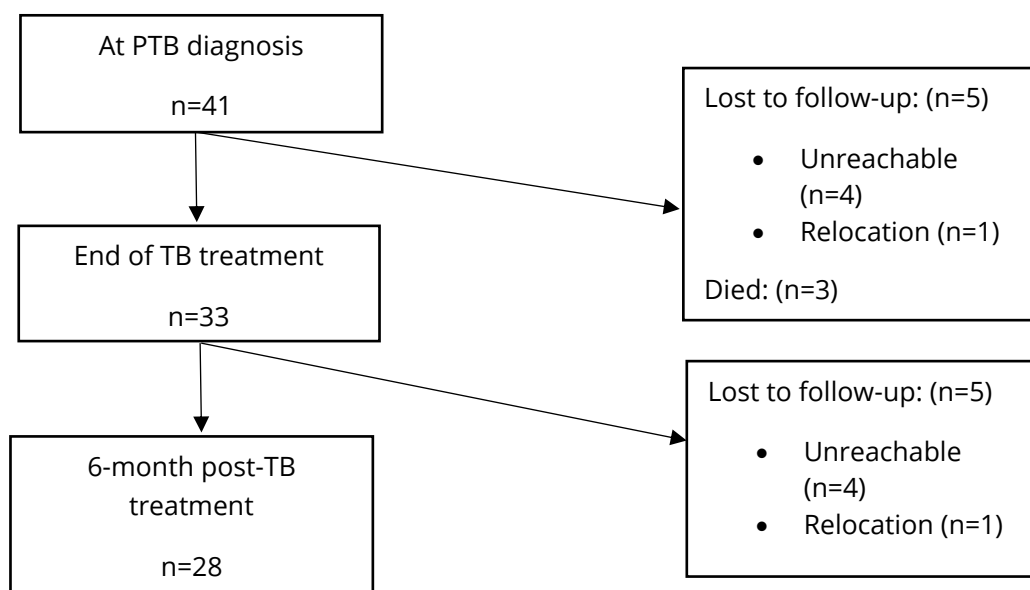 At PTB diagnosis
n=41
Lost to follow-up: (n=5)
• Unreachable
(n=4)
• Relocation (n=1)
Died: (n=3)
End of TB treatment
n=33
Lost to follow-up: (n=5)
• Unreachable
(n=4)
• Relocation (n=1)
6-month post-TB
treatment
n=28